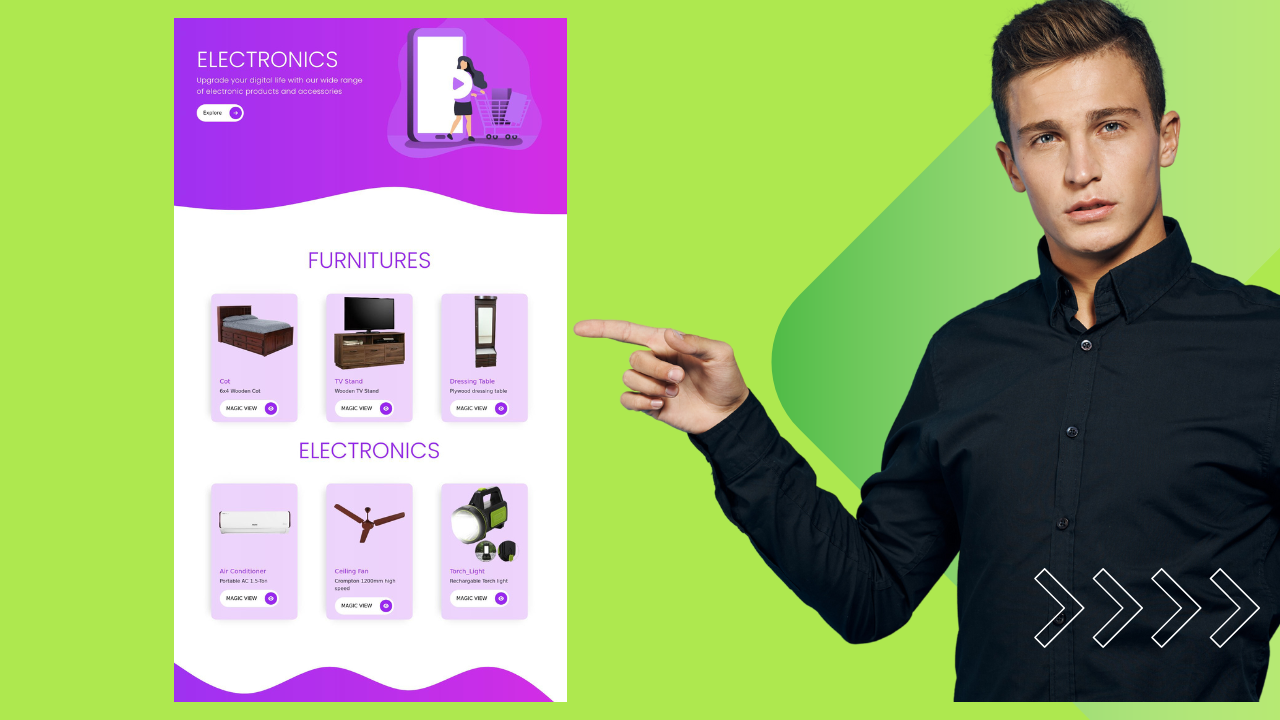 ELECTRONICS
Upgrade your digital life with our wide range
of electronic products and accessories
Explore
FURNITURES
Cot
6x4 Wooden Cot
MAGIC VIEW
TV Stand
Wooden TV Stand
MAGIC VIEW
Dressing Table
Plywood dressing table
MAGIC VIEW
ELECTRONICS
Air Conditioner
Portable AC 1.5-Ton
MAGIC VIEW
Ceiling Fan
Crompton 1200mm high
speed
MAGIC VIEW
Torch_Light
Rechargable Torch light
MAGIC VIEW